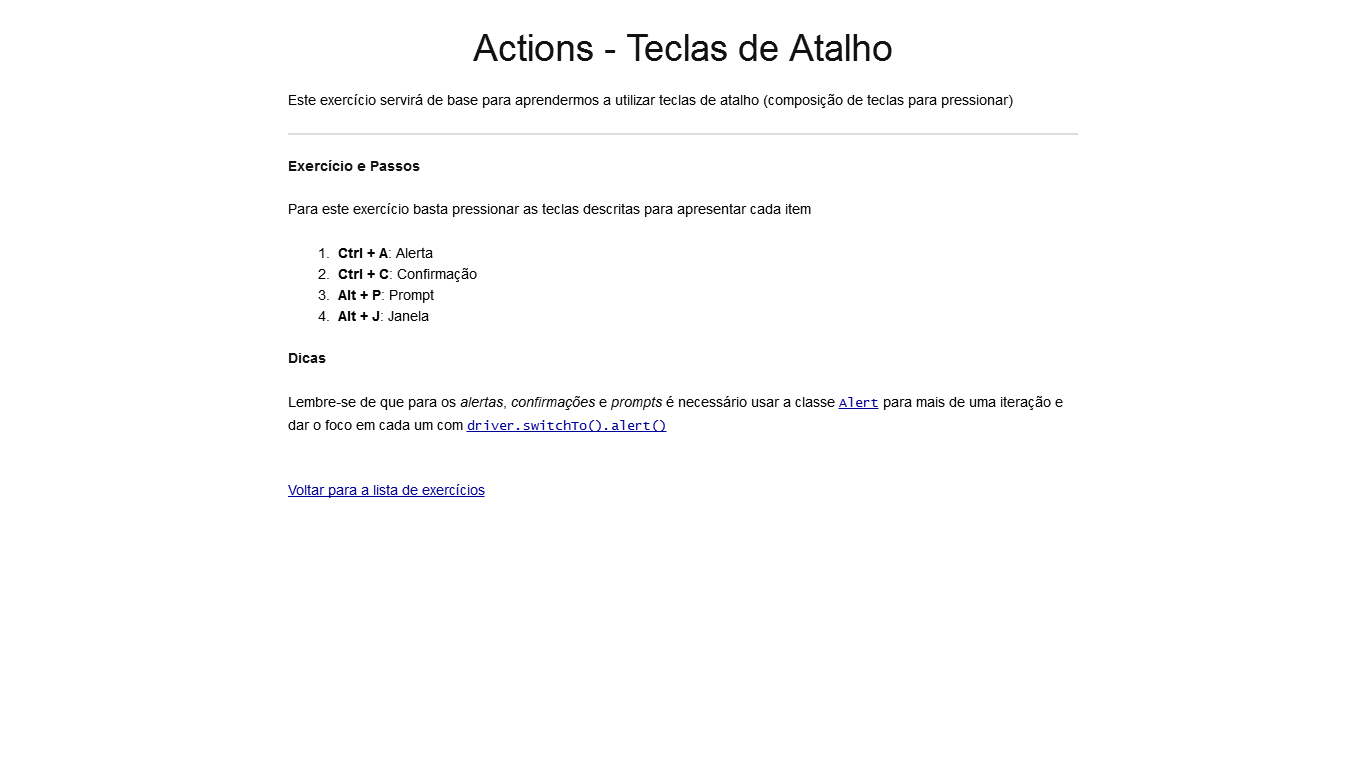 Actions - Teclas de Atalho
Este exercício servirá de base para aprendermos a utilizar teclas de atalho (composição de teclas para pressionar)
Exercício e Passos
Para este exercício basta pressionar as teclas descritas para apresentar cada item
1. Ctrl + A: Alerta
2. Ctrl + C: Confirmação
3. Alt + P: Prompt
4. Alt + J: Janela
Dicas
Lembre-se de que para os alertas, confirmações e prompts é necessário usar a classe Alert para mais de uma iteração e
dar o foco em cada um com driver.switchTo().alert()
Voltar para a lista de exercícios